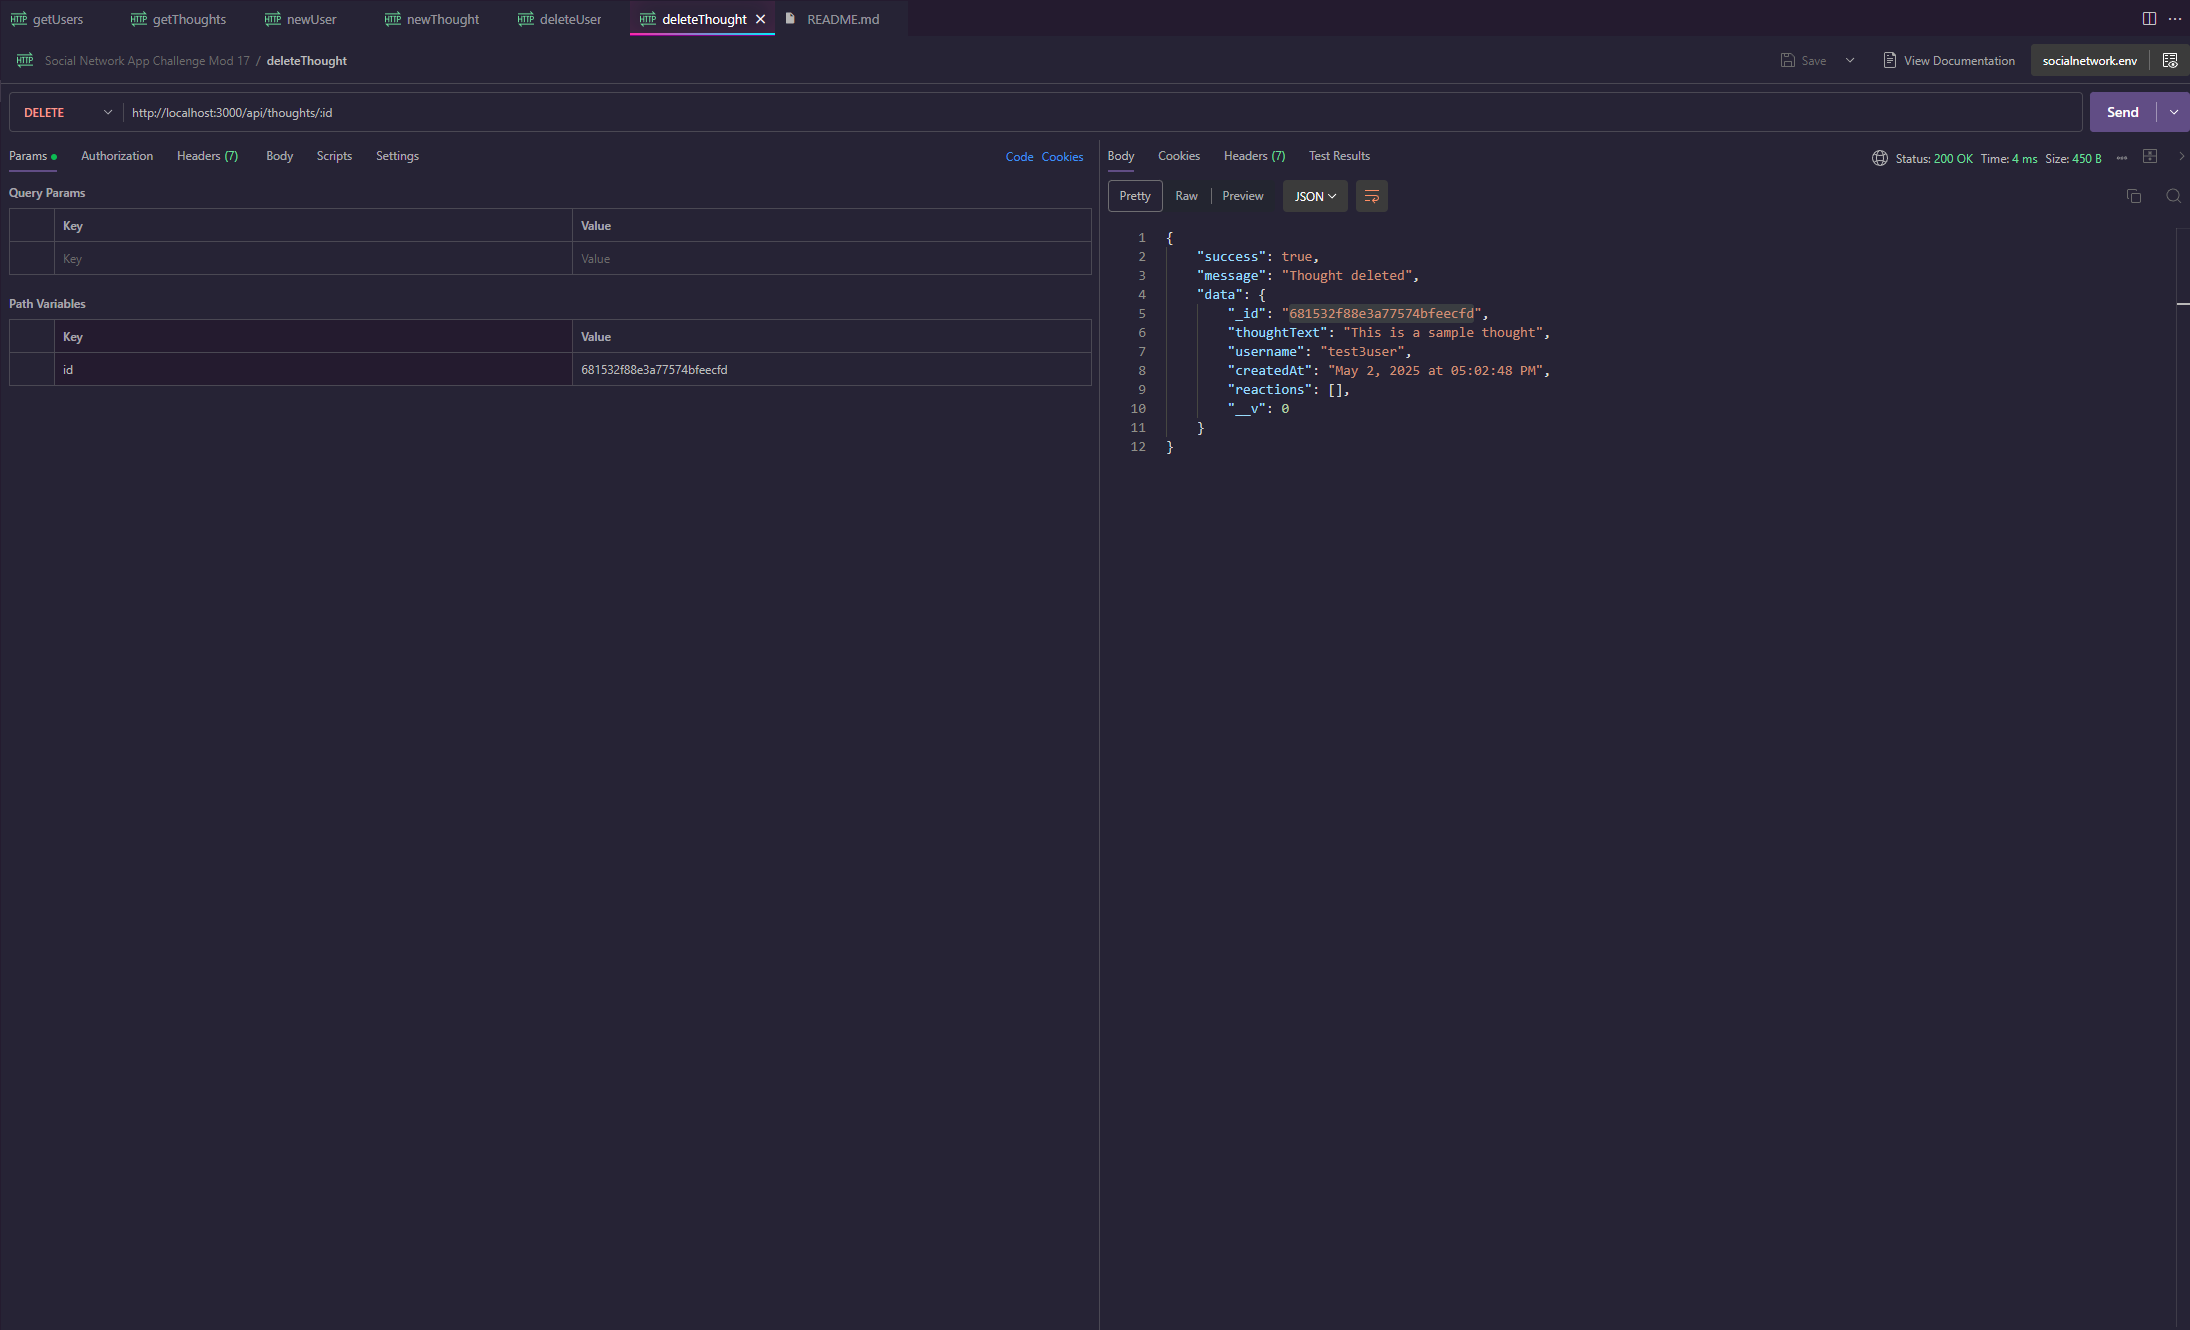 HTTP getUsers HTTP getThoughts HTTP newUser HTTP newThought HTTP deleteUser HTTP deleteThought README.md
HTTP Social Network App Challenge Mod 17 / deleteThought Save View Documentation socialnetwork.env
DELETE http://localhost:3000/api/thoughts/:id Send
Params Authorization Headers (7) Body Scripts Settings Code Cookies
Query Params
Key Value
Key Value
Path Variables
Key Value
id 681532f88e3a77574bfeecfd
Body Cookies Headers (7) Test Results Status: 200 OK Time: 4 ms Size: 450 B
Pretty Raw Preview JSON
1 {
2 "success": true,
3 "message": "Thought deleted",
4 "data": {
5 "_id": "681532f88e3a77574bfeecfd",
6 "thoughtText": "This is a sample thought",
7 "username": "test3user",
8 "createdAt": "May 2, 2025 at 05:02:48 PM",
9 "reactions": [],
10 "__v": 0
11 }
12 }